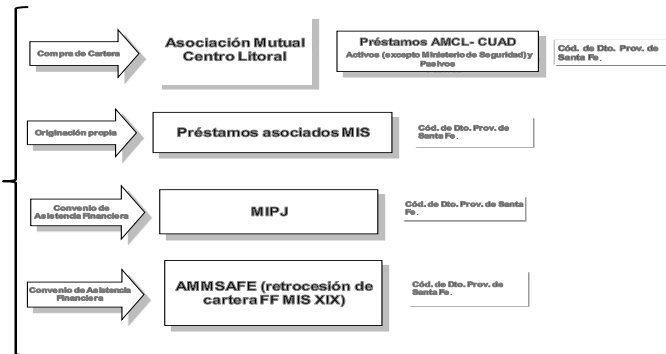 Compra de Cartera
Asociación Mutual
Centro Litoral
Préstamos AMCL- CUAD
Activos (excepto Ministerio de Seguridad) y
Pasivos
Cód. de Dto. Prov. de
Santa Fe.
Originación propia
Préstamos asociados MIS
Cód. de Dto. Prov. de
Santa Fe.
Convenio de
Asistencia Financiera
MIPJ
Cód. de Dto. Prov. de Santa
Fe.
Convenio de Asistencia
Financiera
AMMSAFE (retrocesión de
cartera FF MIS XIX)
Cód. de Dto. Prov. de
Santa Fe.